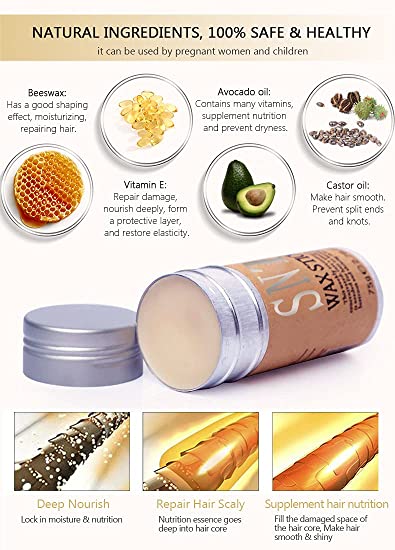 NATURAL INGREDIENTS, 100% SAFE & HEALTHY
it can be used by pregnant women and children
Beeswax:
Has a good shaping
effect, moisturizing,
repairing hair.
Avocado oil:
Contains many vitamins,
supplement nutrition
and prevent dryness.
Vitamin E:
Repair damage,
nourish deeply, form
a protective layer,
and restore elasticity.
Castor oil:
Make hair smooth.
Prevent split ends
and knots.
WAX STI
75g
Deep Nourish
Lock in moisture & nutrition
Repair Hair Scaly
Nutrition essence goes
deep into hair core
Supplement hair nutrition
Fill the damaged space of
the hair core, Make hair
smooth & shiny